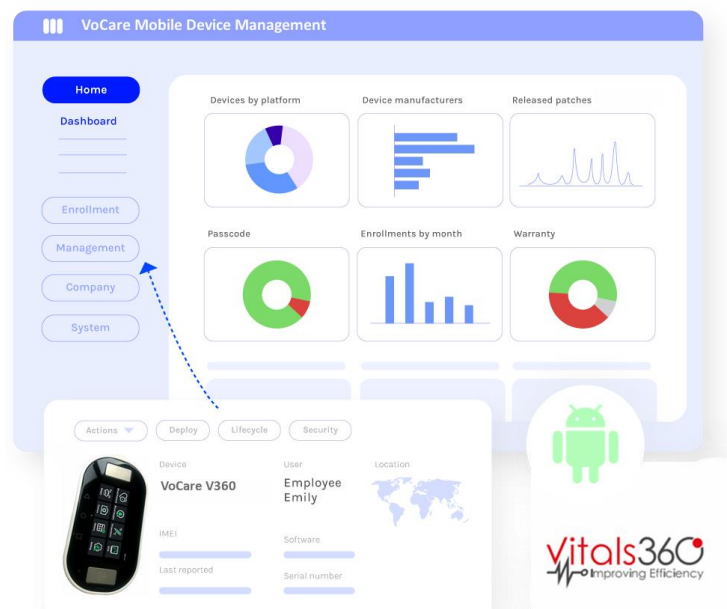 VoCare Mobile Device Management
Home
Dashboard
Enrollment
Management
Company
System
Devices by platform
Device manufacturers
Released patches
Passcode
Enrollments by month
Warranty
Actions
Deploy
Lifecycle
Security
Device
VoCare V360
IMEI
Last reported
User
Employee
Emily
Software
Serial number
Location
vitals360
Improving Efficiency